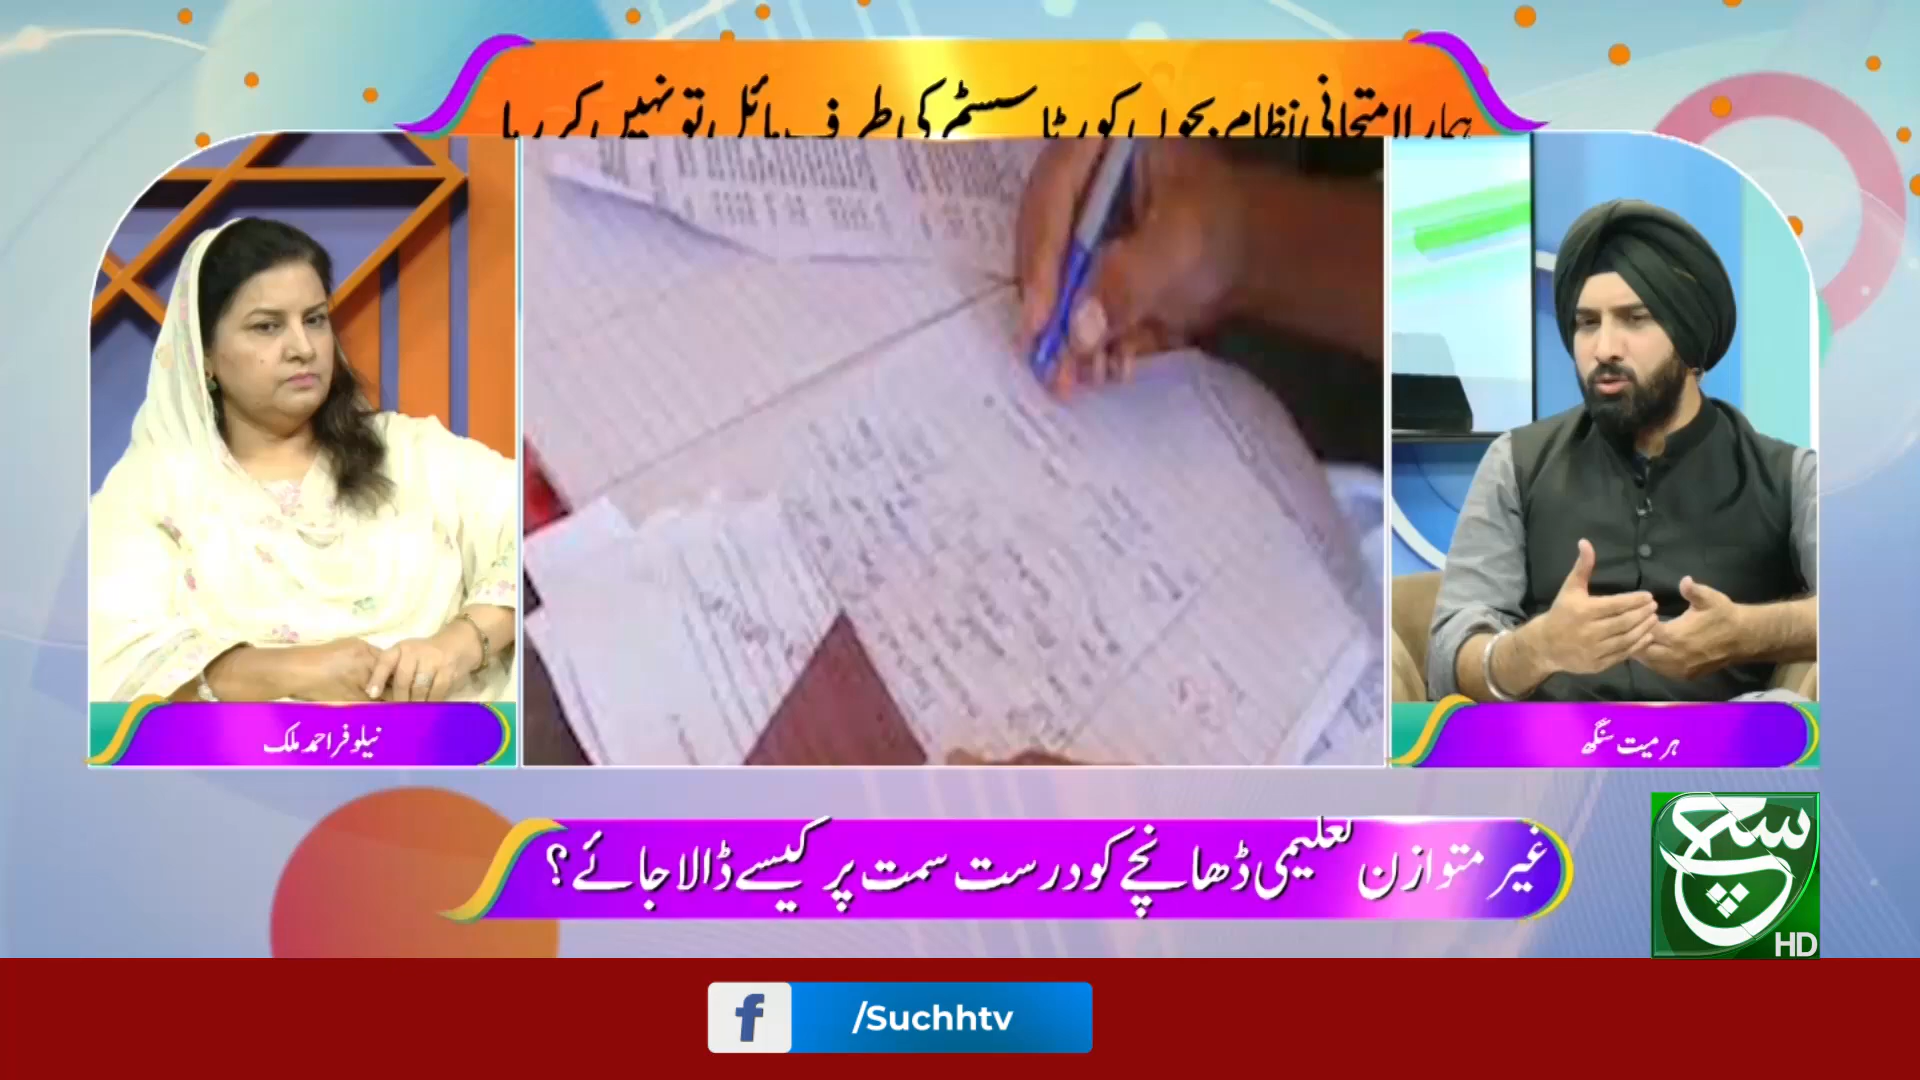 ہمارا امتحانی نظام بچوں کو رٹا سسٹم کی طرف مائل تو نہیں کر رہا
نیلوفر احمد ملک
ہرمیت سنگھ
غیر متوازن تعلیمی ڈھانچے کو درست سمت پر کیسے ڈالا جائے؟
سچ
HD
f /Suchhtv